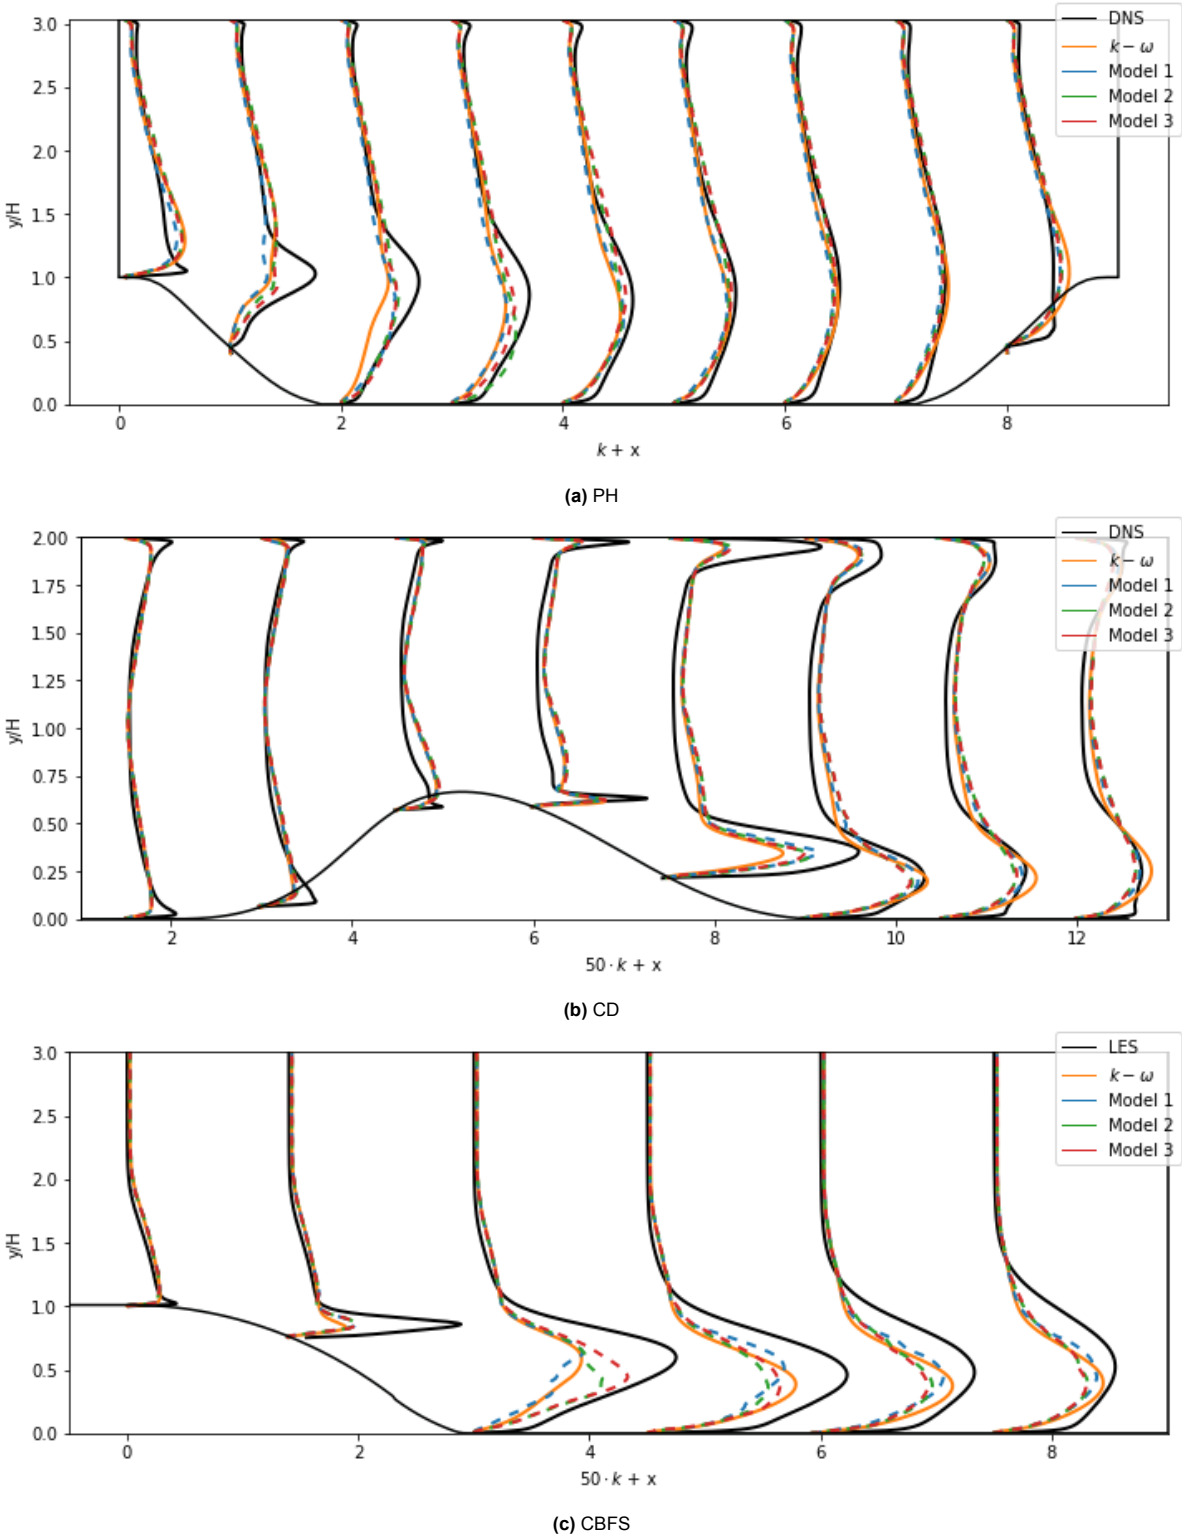 3.0
2.5
2.0
1.5
1.0
0.5
0.0
y/H
0 2 4 6 8
k + x
DNS
k − ω
Model 1
Model 2
Model 3
(a) PH
2.00
1.75
1.50
1.25
1.00
0.75
0.50
0.25
0.00
y/H
2 4 6 8 10 12
50 · k + x
DNS
k − ω
Model 1
Model 2
Model 3
(b) CD
3.0
2.5
2.0
1.5
1.0
0.5
0.0
y/H
0 2 4 6 8
50 · k + x
LES
k − ω
Model 1
Model 2
Model 3
(c) CBFS